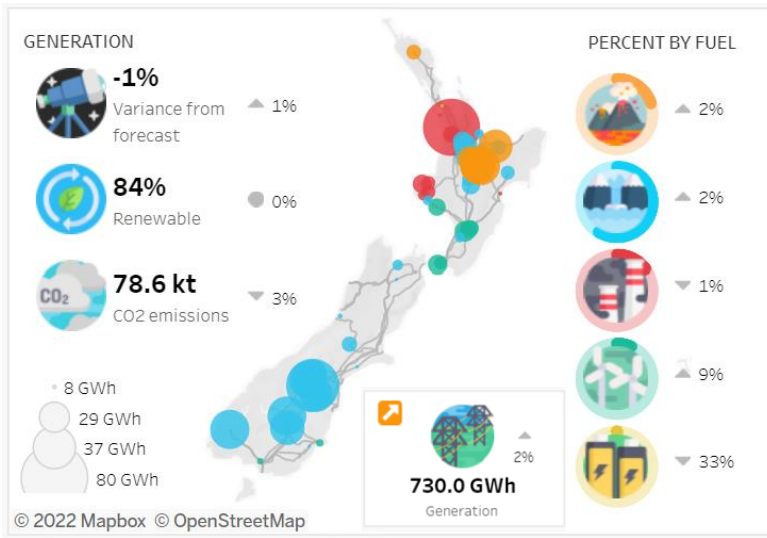 GENERATION
-1%
Variance from
forecast
1%
84%
Renewable
0%
CO₂
78.6 kt
CO2 emissions
3%
8 GWh
29 GWh
37 GWh
80 GWh
© 2022 Mapbox © OpenStreetMap
2%
730.0 GWh
Generation
PERCENT BY FUEL
2%
2%
1%
9%
33%